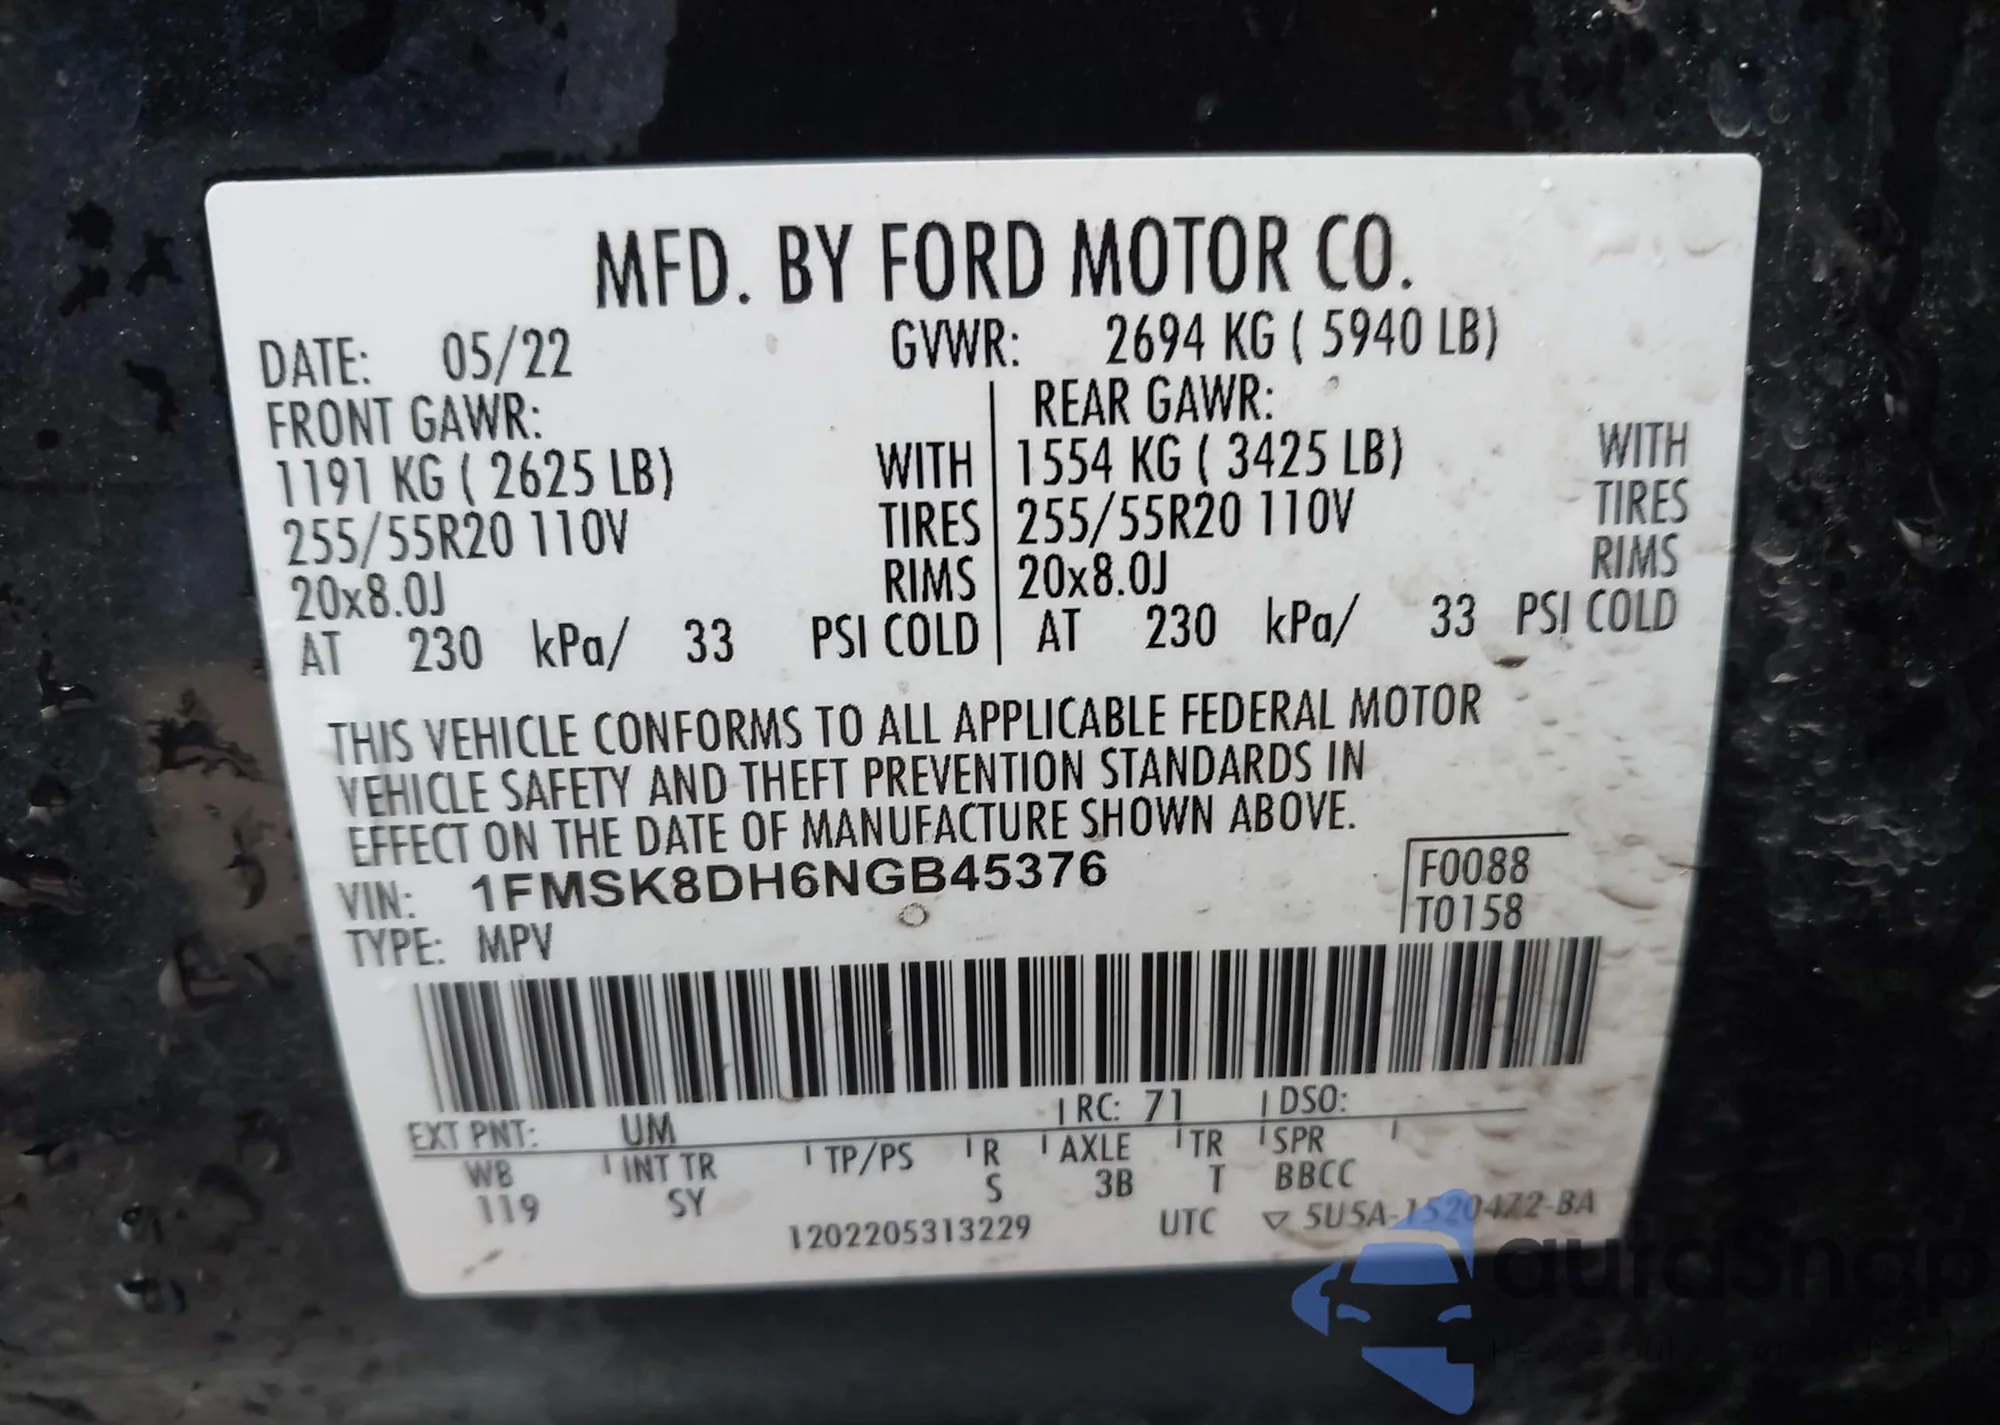 MFD. BY FORD MOTOR CO.
DATE: 05/22 GVWR: 2694 KG ( 5940 LB)
FRONT GAWR: REAR GAWR:
1191 KG ( 2625 LB) WITH 1554 KG ( 3425 LB) WITH
255/55R20 110V TIRES 255/55R20 110V TIRES
20x8.0J RIMS 20x8.0J RIMS
AT 230 kPa/ 33 PSI COLD AT 230 kPa/ 33 PSI COLD
THIS VEHICLE CONFORMS TO ALL APPLICABLE FEDERAL MOTOR
VEHICLE SAFETY AND THEFT PREVENTION STANDARDS IN
EFFECT ON THE DATE OF MANUFACTURE SHOWN ABOVE.
VIN: 1FMSK8DH6NGB45376 F0088
TYPE: MPV T0158
EXT PNT: UM RC: 71 DSO:
WB INT TR TP/PS R AXLE TR SPR
119 SY S 3B T BBCC
1202205313229 UTC ▽ 5U5A-1520472-BA
autosnap